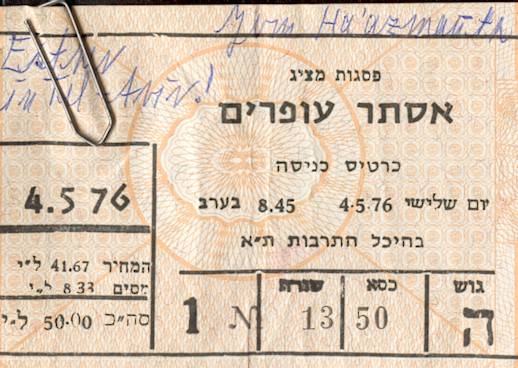 Yom Ha'azmauth
Esther
in Tel Aviv!
פסגות מציג
אסתר עופרים
כרטיס כניסה
יום שלישי 4.5.76 8.45 בערב
בהיכל התרבות ת״א
גוש כסא שורה
ה 50 13 № 1
4.5 76
המחיר 41.67 ל״י
מסים 8.33 ל״י
סה״כ 50.00 ל״י